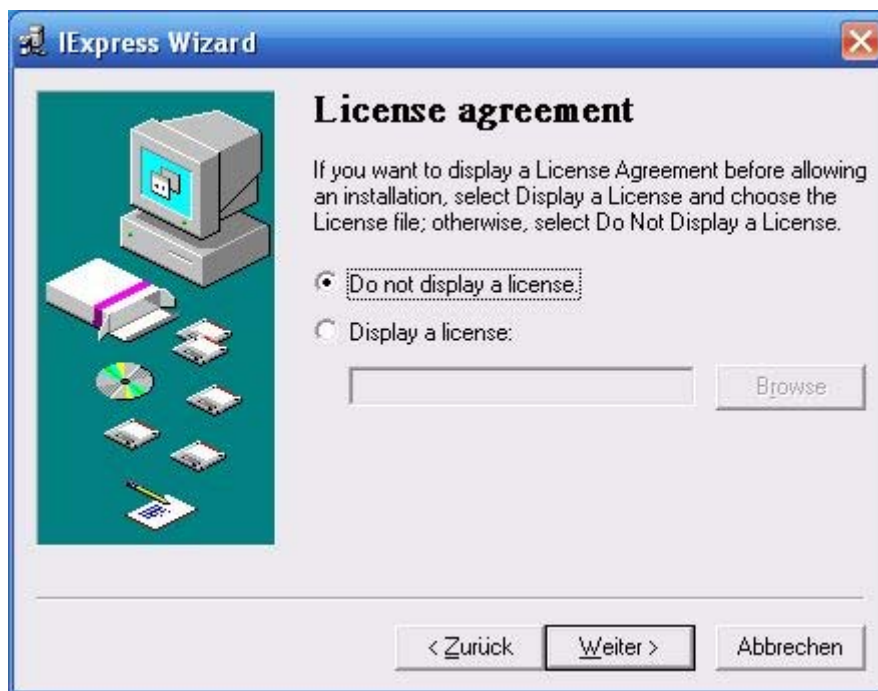 IExpress Wizard
License agreement
If you want to display a License Agreement before allowing
an installation, select Display a License and choose the
License file; otherwise, select Do Not Display a License.
Do not display a license.
Display a license:
Browse
< Zurück
Weiter >
Abbrechen